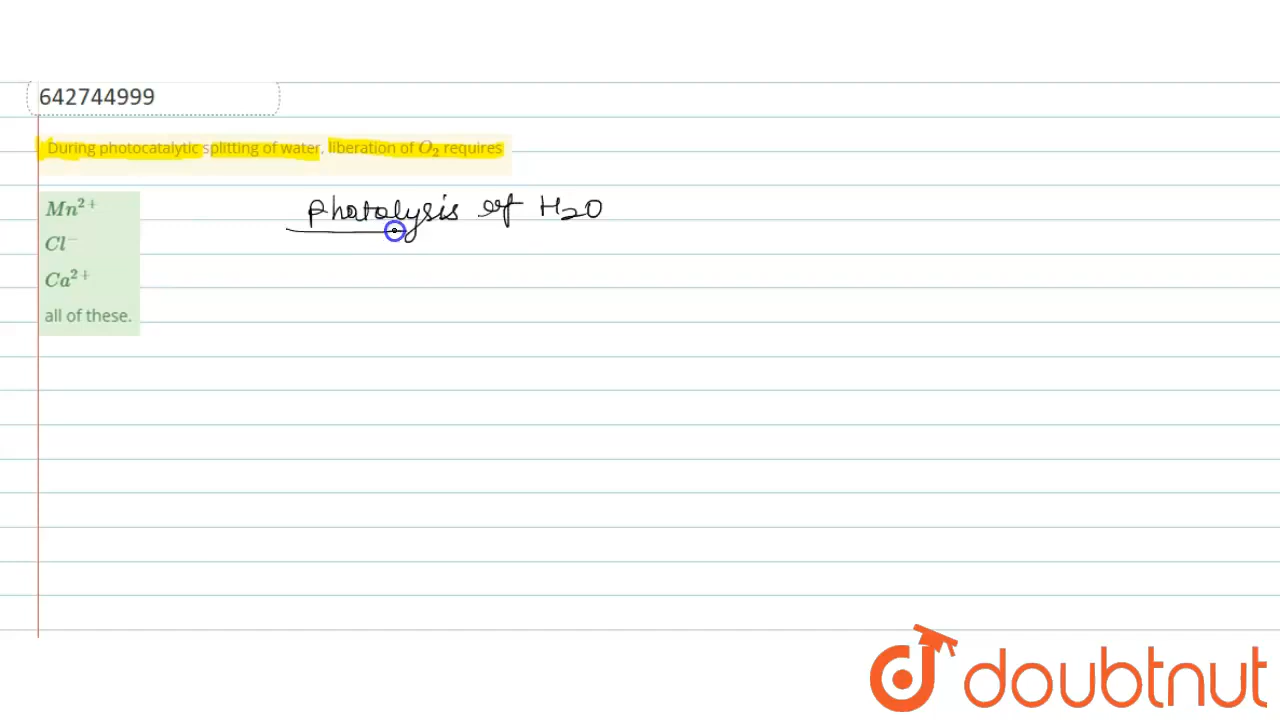 642744999
During photocatalytic splitting of water, liberation of O₂ requires
Photolysis of H₂O
Mn²⁺
Cl⁻
Ca²⁺
all of these.
doubtnut